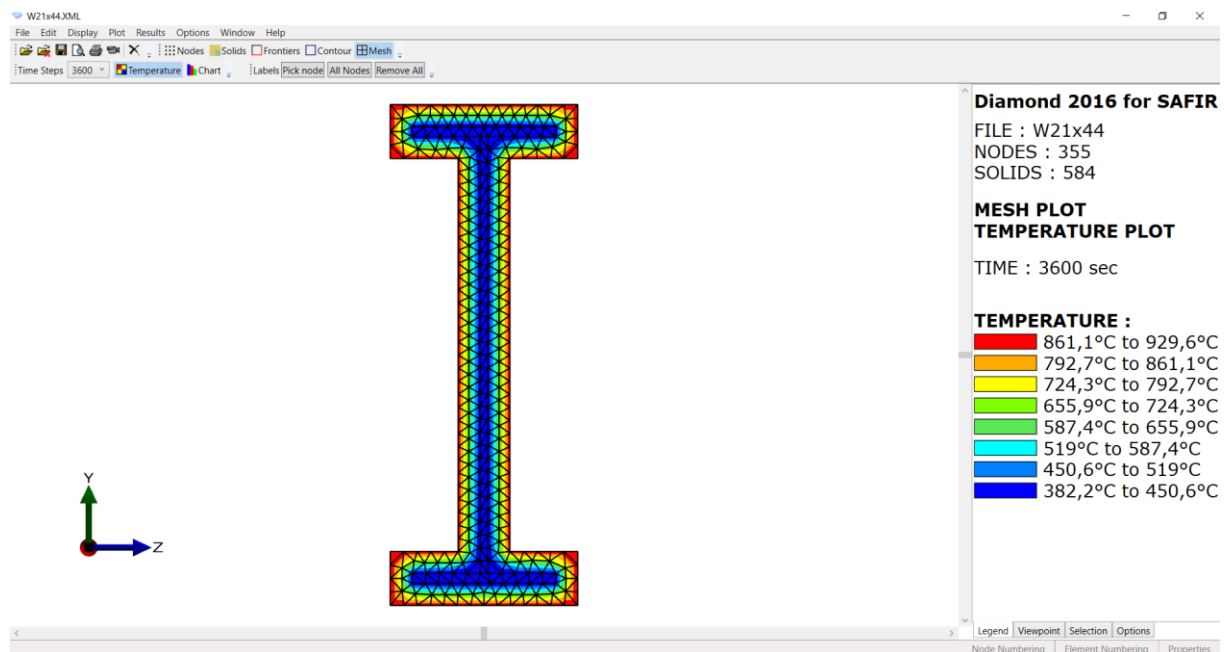 W21x44.XML
File Edit Display Plot Results Options Window Help
Nodes Solids Frontiers Contour Mesh
Time Steps 3600 Temperature Chart Labels Pick node All Nodes Remove All
Diamond 2016 for SAFIR
FILE : W21x44
NODES : 355
SOLIDS : 584
MESH PLOT
TEMPERATURE PLOT
TIME : 3600 sec
TEMPERATURE :
861,1°C to 929,6°C
792,7°C to 861,1°C
724,3°C to 792,7°C
655,9°C to 724,3°C
587,4°C to 655,9°C
519°C to 587,4°C
450,6°C to 519°C
382,2°C to 450,6°C
Y
Z
Legend Viewpoint Selection Options
Node Numbering Element Numbering Properties